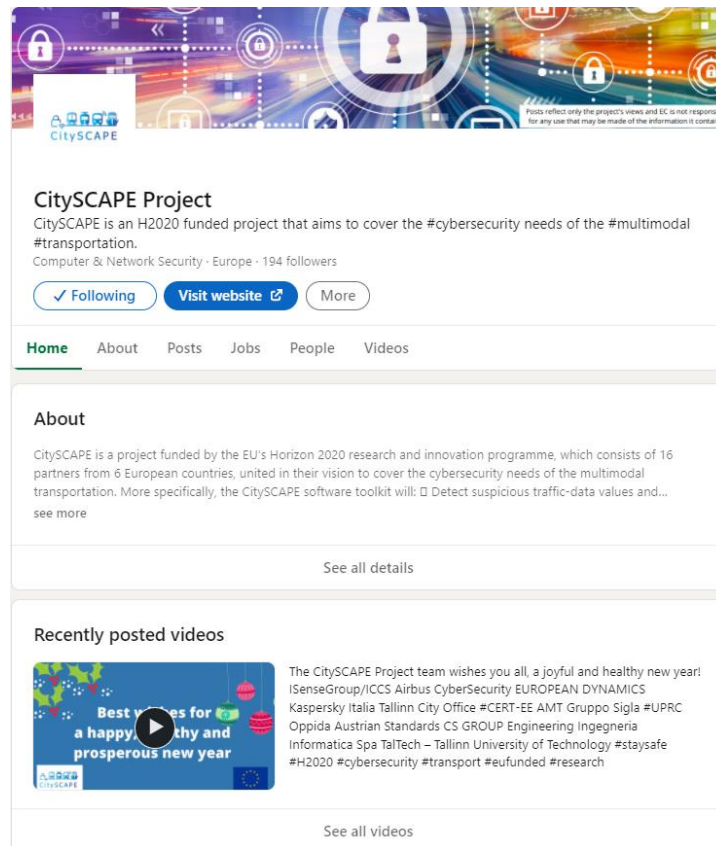 Posts reflect only the project's views and EC is not respons
for any use that may be made of the information it contai
CitySCAPE
CitySCAPE Project
CitySCAPE is an H2020 funded project that aims to cover the #cybersecurity needs of the #multimodal
#transportation.
Computer & Network Security · Europe · 194 followers
✓ Following
Visit website
More
Home About Posts Jobs People Videos
About
CitySCAPE is a project funded by the EU's Horizon 2020 research and innovation programme, which consists of 16
partners from 6 European countries, united in their vision to cover the cybersecurity needs of the multimodal
transportation. More specifically, the CitySCAPE software toolkit will: ▯ Detect suspicious traffic-data values and...
see more
See all details
Recently posted videos
Best wishes for
a happy, healthy and
prosperous new year
CitySCAPE
The CitySCAPE Project team wishes you all, a joyful and healthy new year!
ISenseGroup/ICCS Airbus CyberSecurity EUROPEAN DYNAMICS
Kaspersky Italia Tallinn City Office #CERT-EE AMT Gruppo Sigla #UPRC
Oppida Austrian Standards CS GROUP Engineering Ingegneria
Informatica Spa TalTech – Tallinn University of Technology #staysafe
#H2020 #cybersecurity #transport #eufunded #research
See all videos